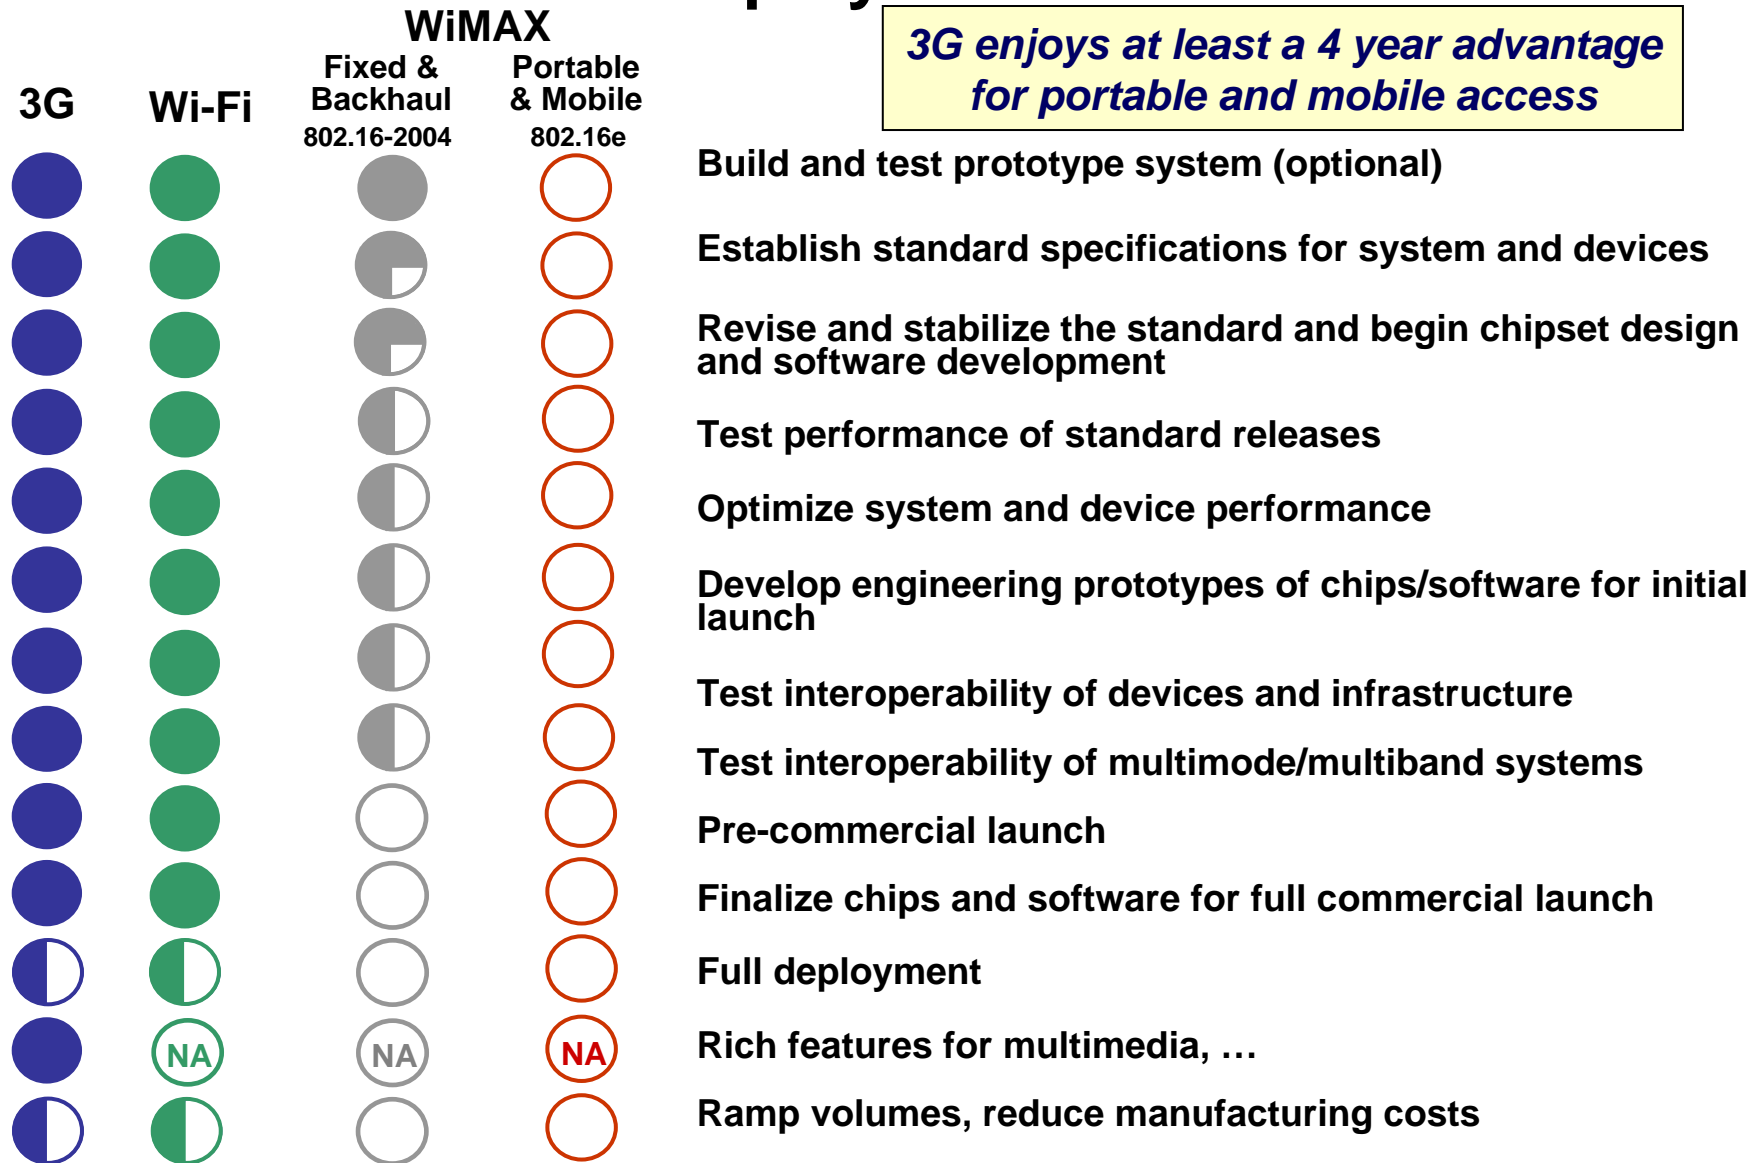 WiMAX
3G enjoys at least a 4 year advantage
for portable and mobile access
3G
Wi-Fi
Fixed &
Backhaul
802.16-2004
Portable
& Mobile
802.16e
Build and test prototype system (optional)
Establish standard specifications for system and devices
Revise and stabilize the standard and begin chipset design
and software development
Test performance of standard releases
Optimize system and device performance
Develop engineering prototypes of chips/software for initial
launch
Test interoperability of devices and infrastructure
Test interoperability of multimode/multiband systems
Pre-commercial launch
Finalize chips and software for full commercial launch
Full deployment
NA
NA
NA
Rich features for multimedia, …
Ramp volumes, reduce manufacturing costs